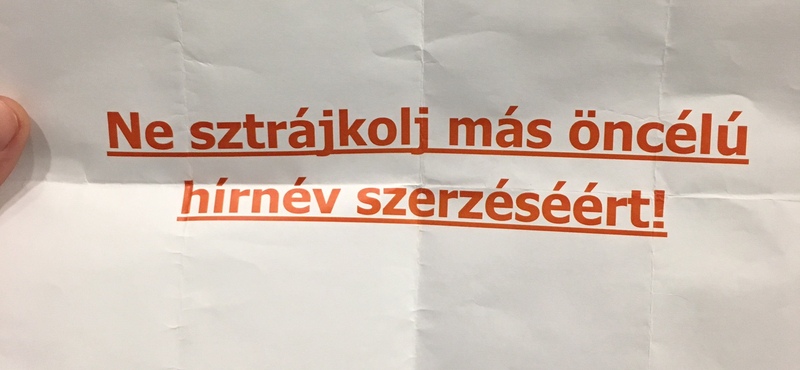 Ne sztrájkolj más öncélú
hírnév szerzéséért!